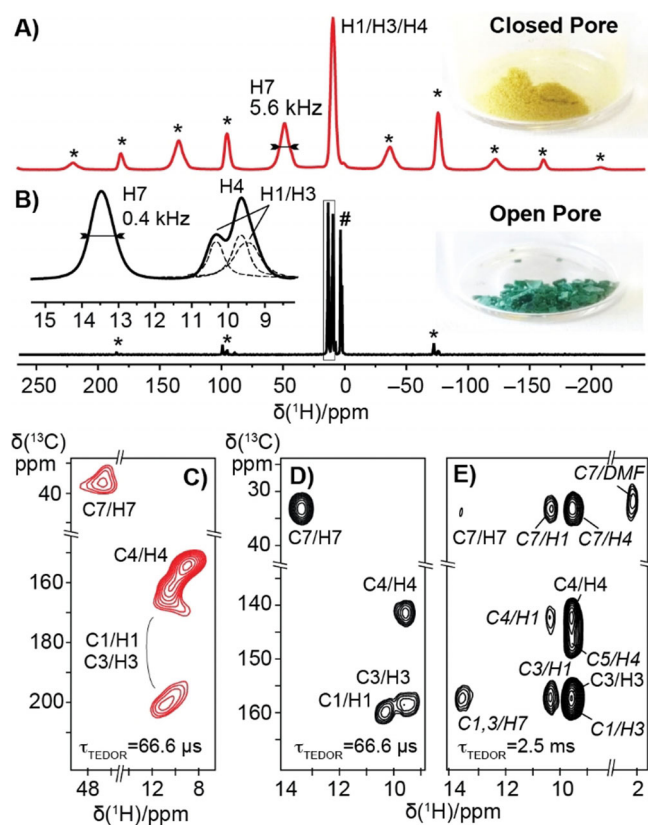 A)
H1/H3/H4
Closed Pore
H7
5.6 kHz
* * * * * * * * *
B)
H7
0.4 kHz
H4
H1/H3
#
Open Pore
15 14 13 12 11 10 9
* * *
250 200 150 100 50 0 −50 −100 −150 −200
δ(¹H)/ppm
δ(¹³C)
ppm
C)
40
C7/H7
C4/H4
160
180
C1/H1
C3/H3
200
τTEDOR=66.6 µs
48 12 8
δ(¹H)/ppm
D)
30
40
C7/H7
C4/H4
140
150
C3/H3
C1/H1
160
τTEDOR=66.6 µs
14 12 10
δ(¹H)/ppm
E)
C7/DMF
C7/H7
C7/H1
C7/H4
C4/H4
C4/H1
C5/H4
C3/H1
C3/H3
C1,3/H7
C1/H3
τTEDOR=2.5 ms
14 12 10 2
δ(¹H)/ppm